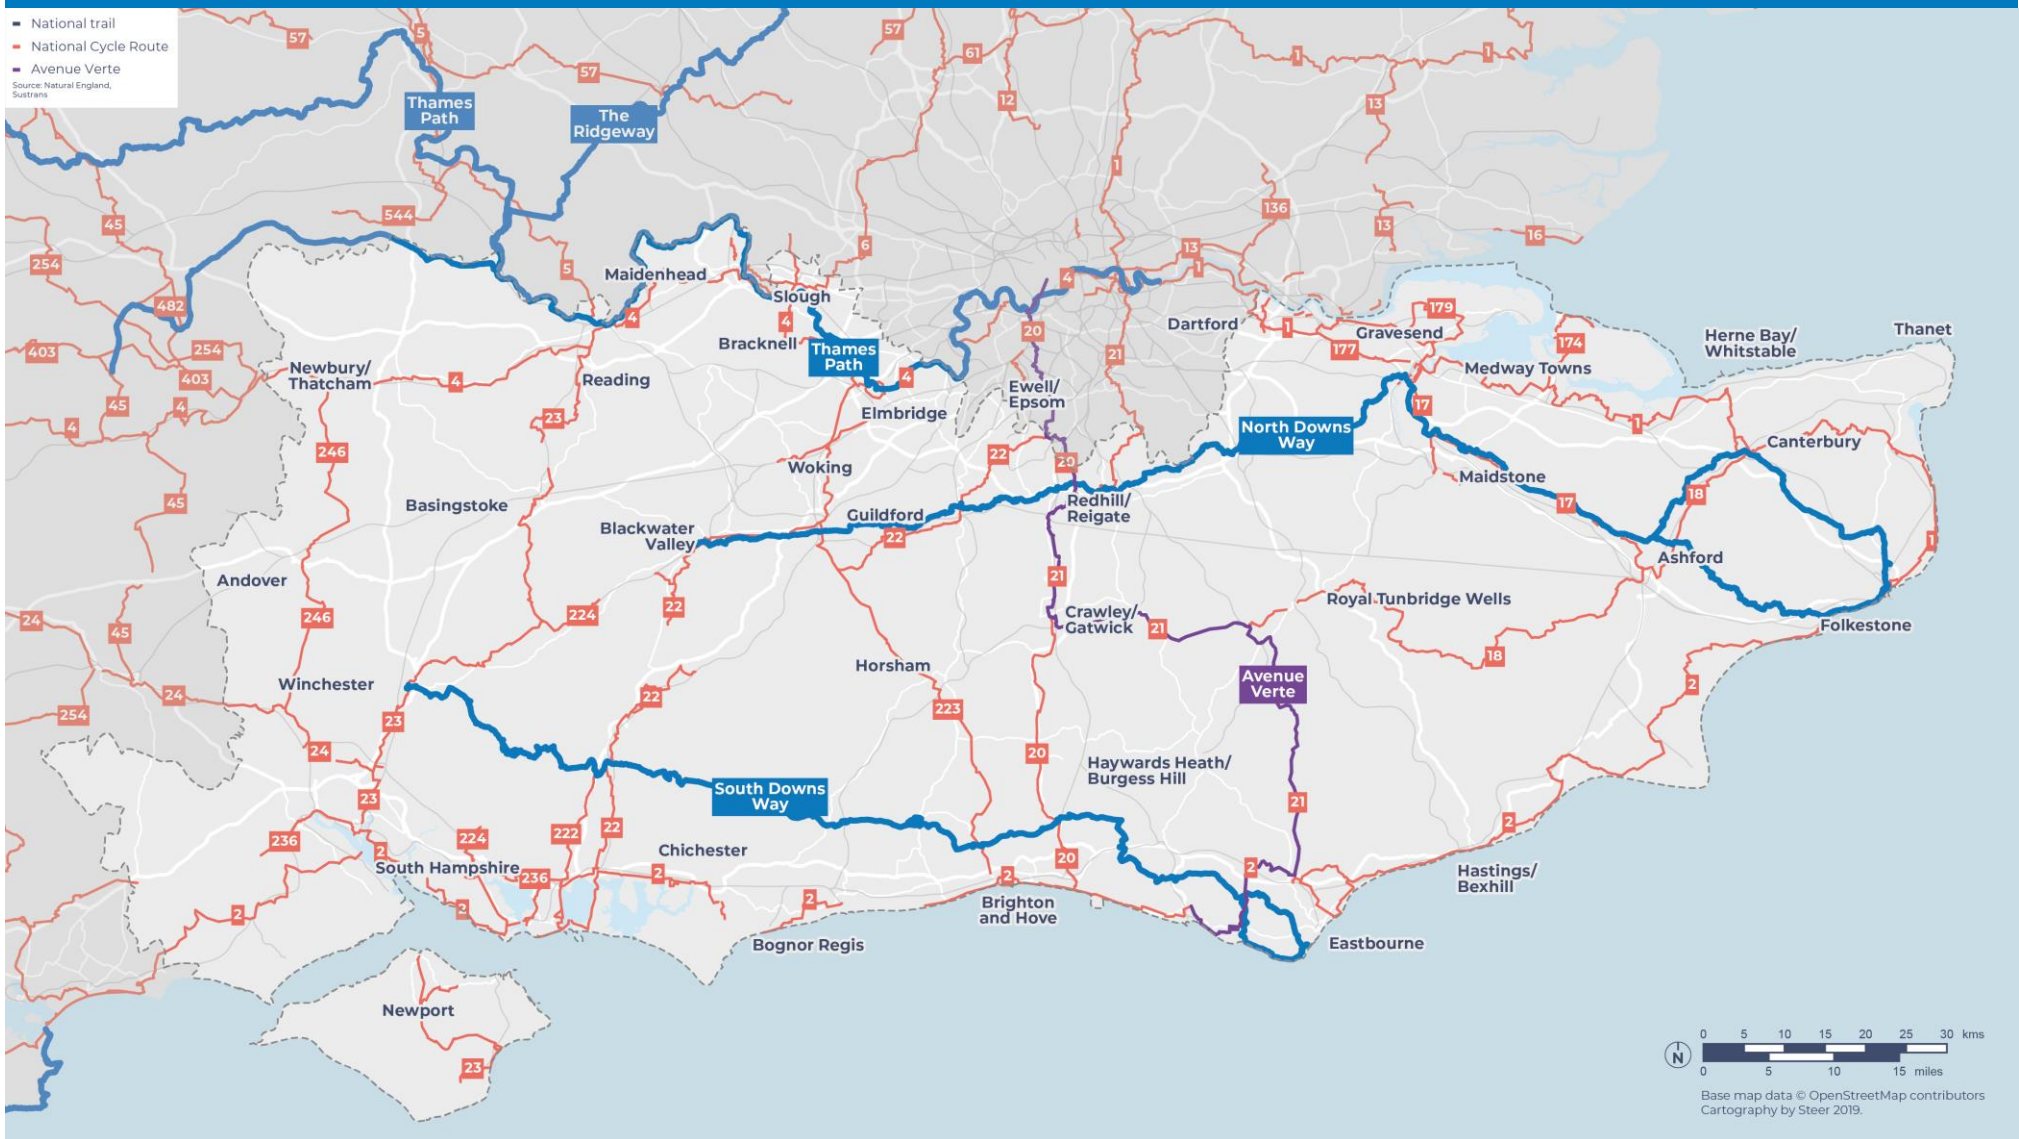 National trail
National Cycle Route
Avenue Verte
Source: Natural England,
Sustrans
57
5
57
57
61
12
1
1
13
Thames
Path
The
Ridgeway
1
45
544
254
482
403
254
403
45
4
4
5
6
136
13
13
16
13
1
4
Maidenhead
Slough
4
4
Bracknell
Thames
Path
4
Elmbridge
20
21
Ewell/
Epsom
Dartford
1
177
Gravesend
179
174
Medway Towns
Herne Bay/
Whitstable
Thanet
Newbury/
Thatcham
4
Reading
23
246
North Downs
Way
17
1
Canterbury
22
20
Woking
Maidstone
17
18
45
Basingstoke
Blackwater
Valley
Guildford
22
Redhill/
Reigate
1
Ashford
Andover
246
224
22
21
Crawley/
Gatwick
21
Royal Tunbridge Wells
18
Folkestone
24
45
24
254
Winchester
23
24
22
Horsham
223
Avenue
Verte
2
20
Haywards Heath/
Burgess Hill
21
South Downs
Way
23
236
224
222
22
2
South Hampshire
236
Chichester
2
2
2
2
2
20
Brighton
and Hove
2
2
Hastings/
Bexhill
Bognor Regis
Eastbourne
Newport
23
N
0 5 10 15 20 25 30 kms
0 5 10 15 miles
Base map data © OpenStreetMap contributors
Cartography by Steer 2019.